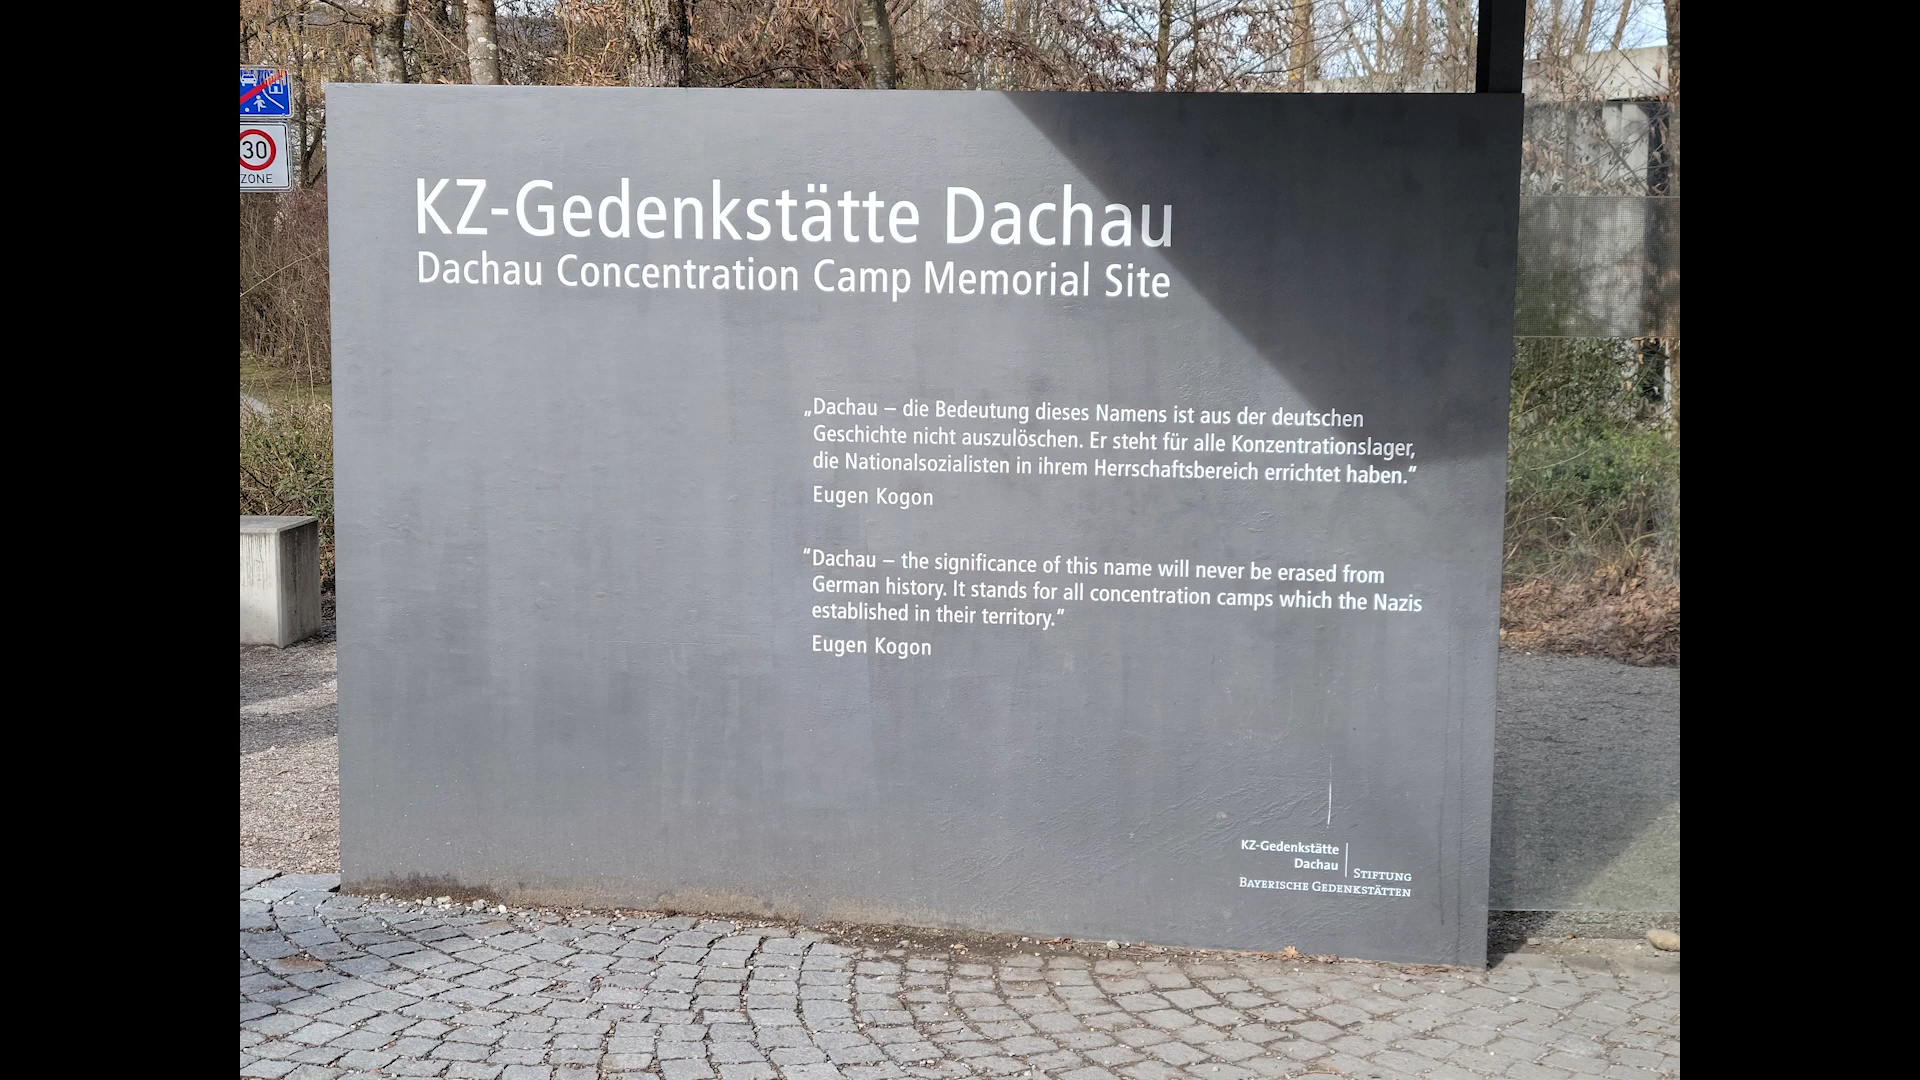 30
ZONE
KZ-Gedenkstätte Dachau
Dachau Concentration Camp Memorial Site
„Dachau – die Bedeutung dieses Namens ist aus der deutschen
Geschichte nicht auszulöschen. Er steht für alle Konzentrationslager,
die Nationalsozialisten in ihrem Herrschaftsbereich errichtet haben.“
Eugen Kogon
“Dachau – the significance of this name will never be erased from
German history. It stands for all concentration camps which the Nazis
established in their territory.“
Eugen Kogon
KZ-Gedenkstätte
Dachau
STIFTUNG
BAYERISCHE GEDENKSTÄTTEN